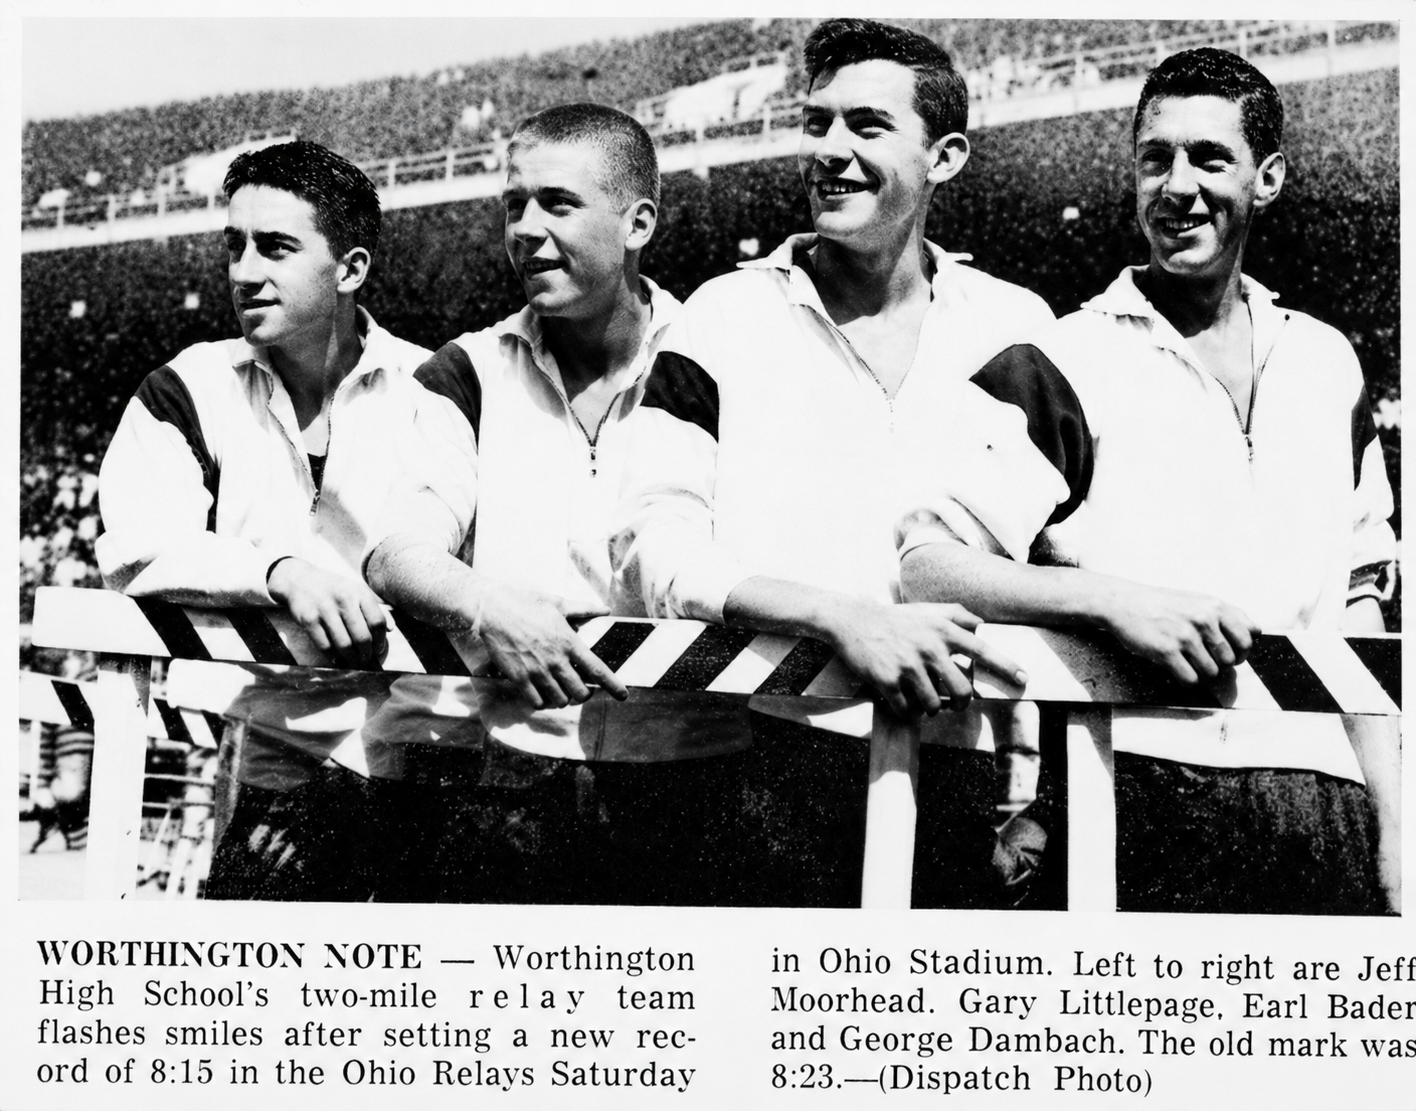 WORTHINGTON NOTE — Worthington
High School's two-mile relay team
flashes smiles after setting a new rec-
ord of 8:15 in the Ohio Relays Saturday
in Ohio Stadium. Left to right are Jeff
Moorhead. Gary Littlepage, Earl Bader
and George Dambach. The old mark was
8:23.—(Dispatch Photo)